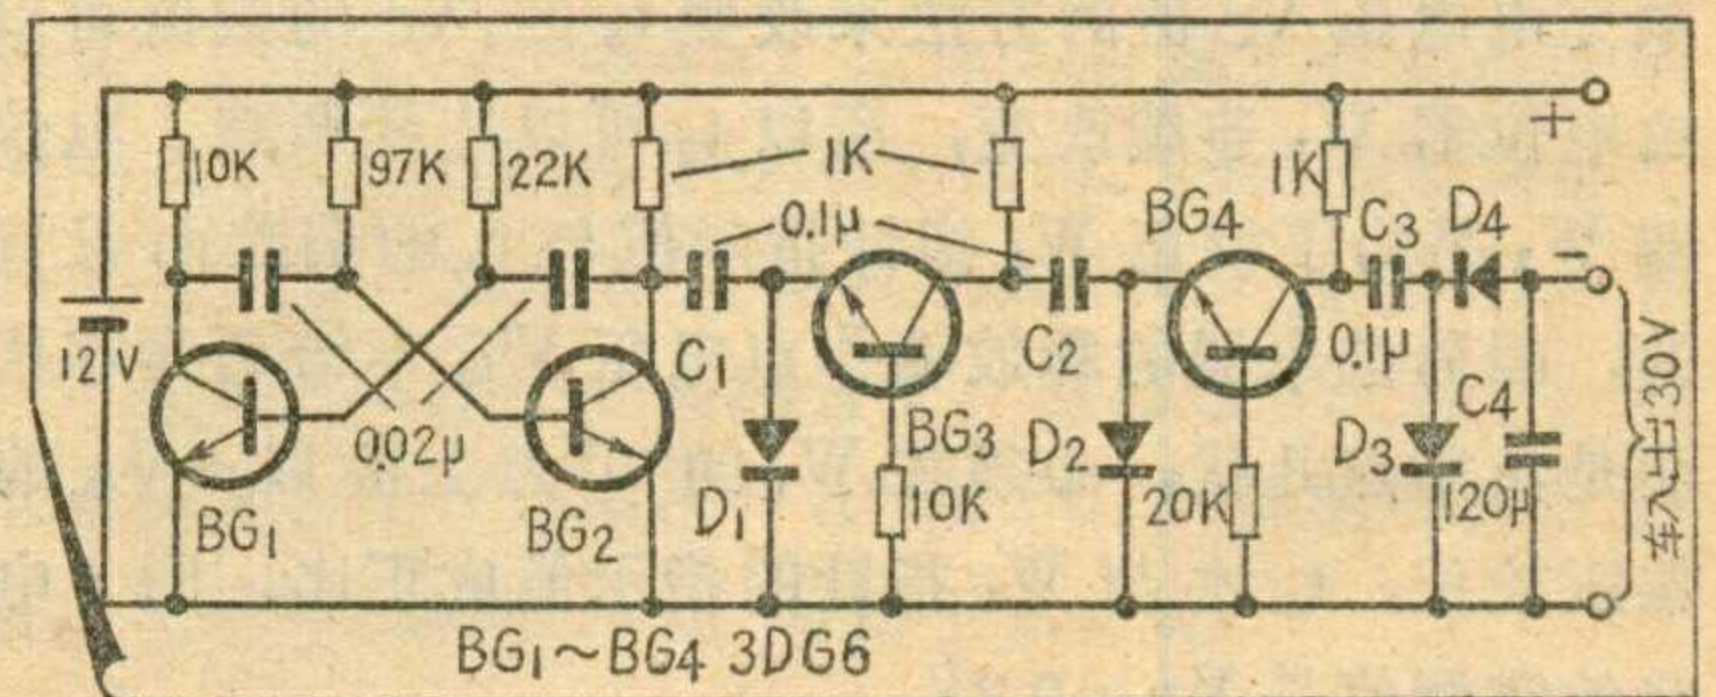 +
10K
97K
22K
1K
1K
0.1μ
BG4
C3
D4
−
12V
C1
C2
0.1μ
C4
30V
0.02μ
BG3
D2
D3
D1
10K
20K
120μ
BG1
BG2
BG1~BG4 3DG6